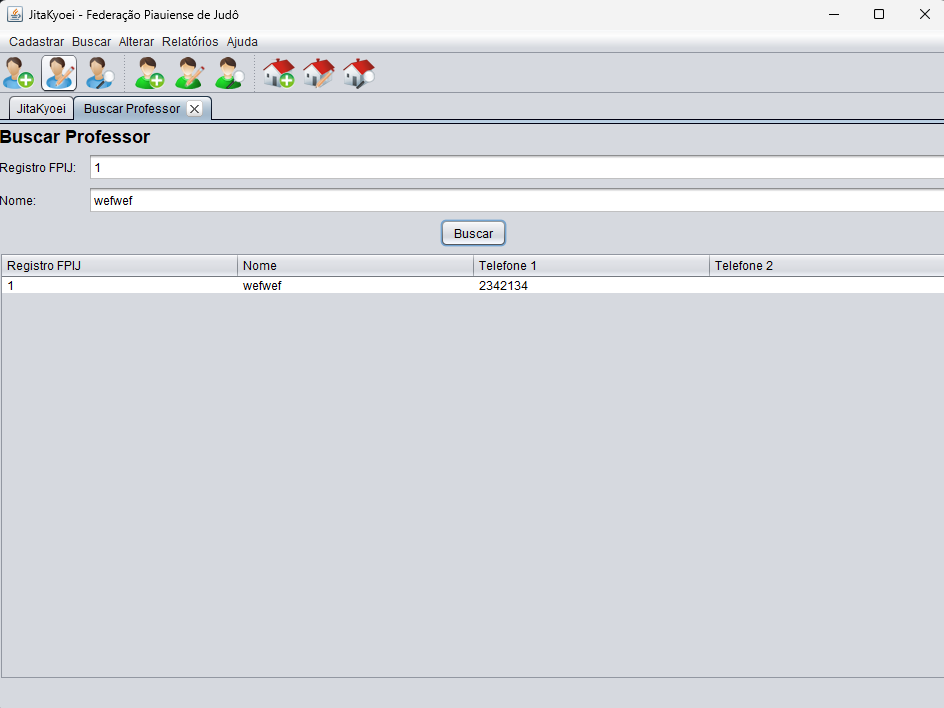 JitaKyoei - Federação Piauiense de Judô
Cadastrar Buscar Alterar Relatórios Ajuda
JitaKyoei Buscar Professor
Buscar Professor
Registro FPIJ: 1
Nome: wefwef
Buscar
Registro FPIJ Nome Telefone 1 Telefone 2
1 wefwef 2342134